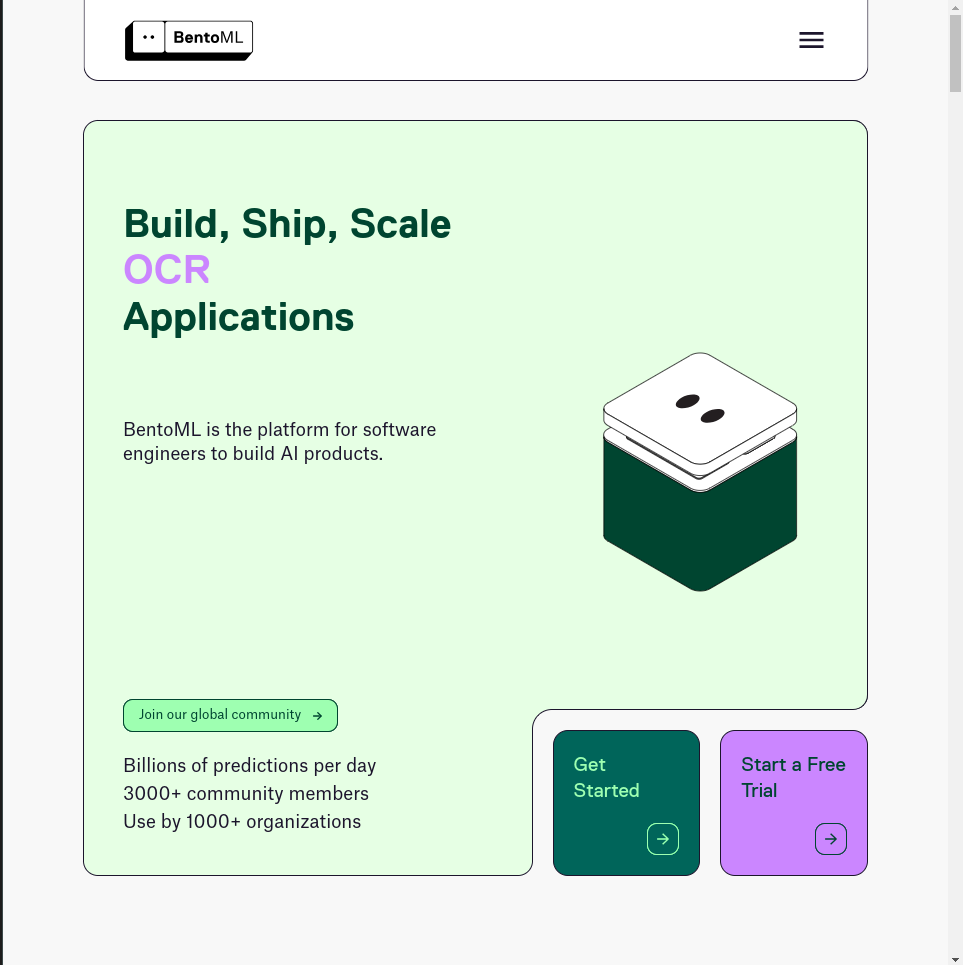 BentoML
Build, Ship, Scale
OCR
Applications
BentoML is the platform for software
engineers to build AI products.
Join our global community →
Billions of predictions per day
3000+ community members
Use by 1000+ organizations
Get
Started
→
Start a Free
Trial
→